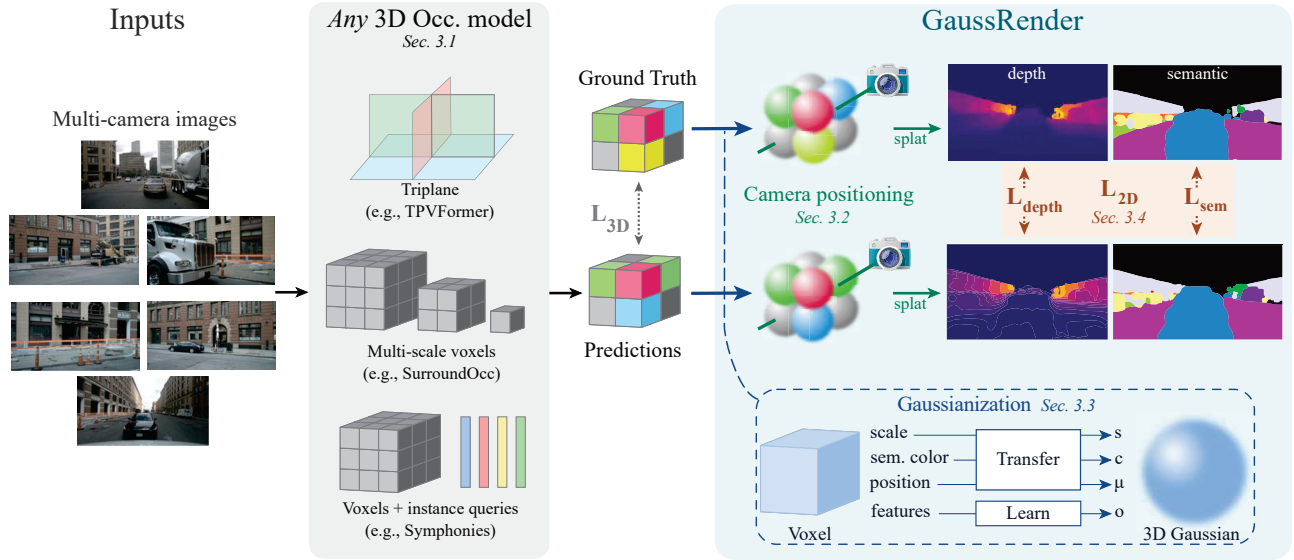 Inputs
Multi-camera images
Any 3D Occ. model
Sec. 3.1
Triplane
(e.g., TPVFormer)
Multi-scale voxels
(e.g., SurroundOcc)
Voxels + instance queries
(e.g., Symphonies)
Ground Truth
L3D
Predictions
GaussRender
splat
depth
semantic
Camera positioning
Sec. 3.2
Ldepth
L2D
Sec. 3.4
Lsem
splat
Gaussianization Sec. 3.3
scale
sem. color
position
features
Transfer
Learn
s
c
μ
o
Voxel
3D Gaussian